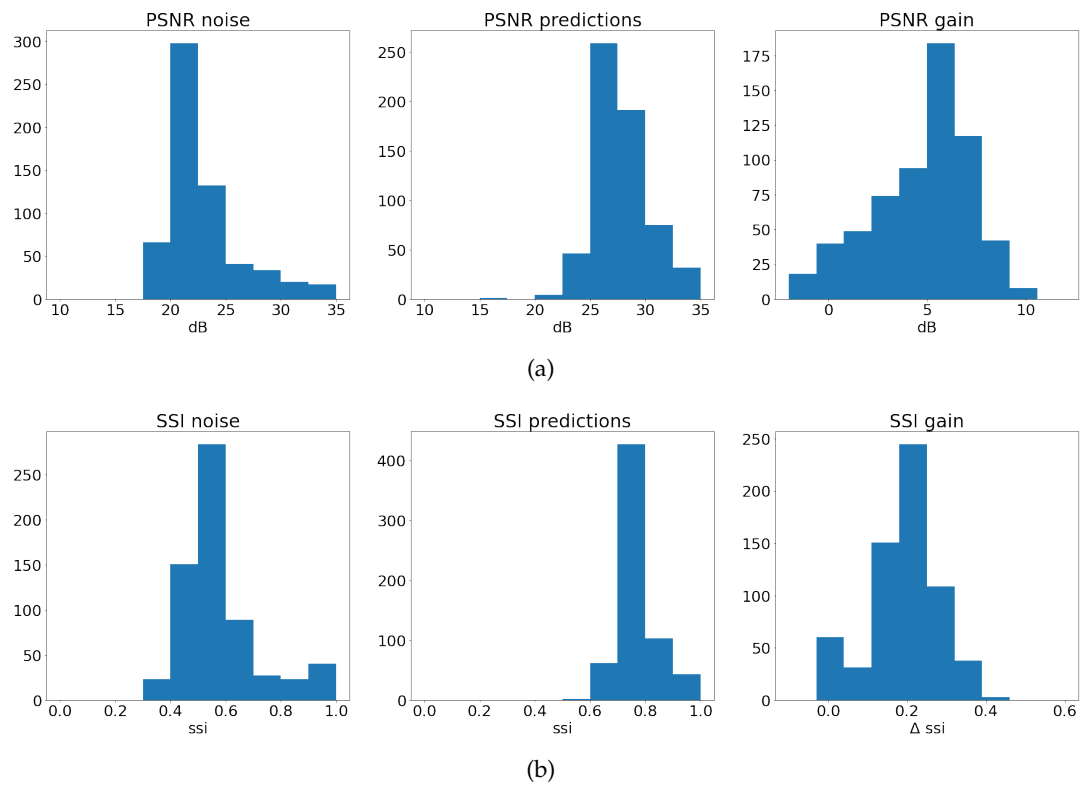 PSNR noise
300
250
200
150
100
50
0
10 15 20 25 30 35
dB
PSNR predictions
250
200
150
100
50
0
10 15 20 25 30 35
dB
PSNR gain
175
150
125
100
75
50
25
0
0 5 10
dB
(a)
SSI noise
250
200
150
100
50
0
0.0 0.2 0.4 0.6 0.8 1.0
ssi
SSI predictions
400
300
200
100
0
0.0 0.2 0.4 0.6 0.8 1.0
ssi
SSI gain
250
200
150
100
50
0
0.0 0.2 0.4 0.6
Δ ssi
(b)